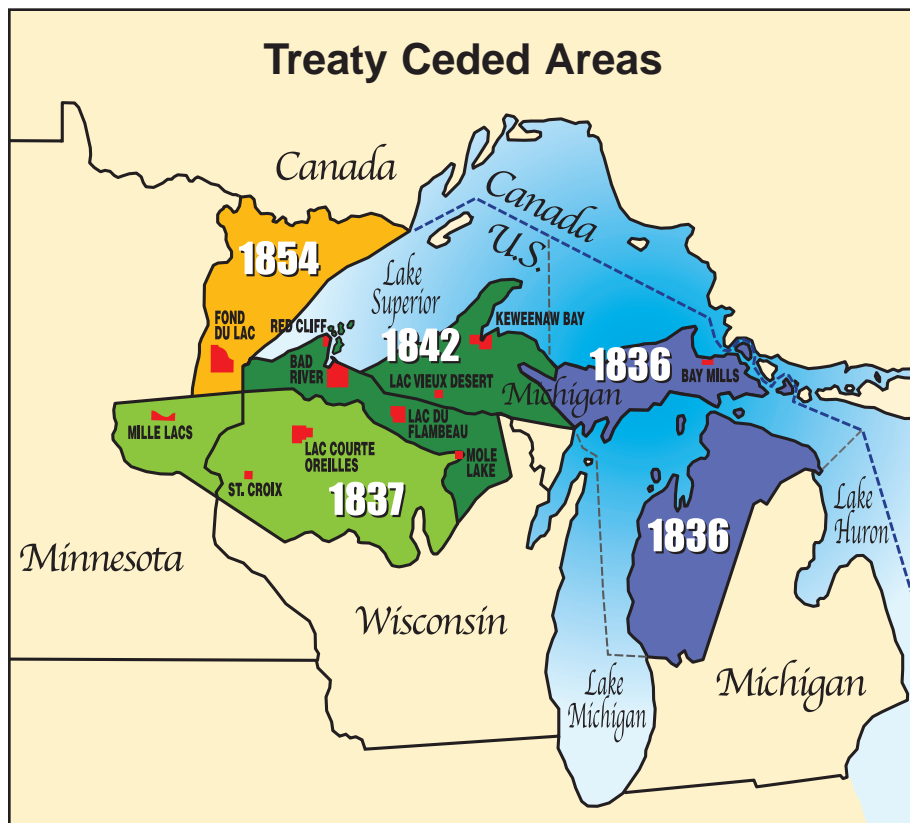 Treaty Ceded Areas
Canada
Canada
U.S.
1854
Lake
Superior
FOND
DU LAC
RED CLIFF
KEWEENAW BAY
1842
BAD
RIVER
1836
LAC VIEUX DESERT
Michigan
BAY MILLS
MILLE LACS
LAC DU
FLAMBEAU
LAC COURTE
OREILLES
MOLE
LAKE
ST. CROIX
1837
Lake
Huron
1836
Minnesota
Wisconsin
Lake
Michigan
Michigan